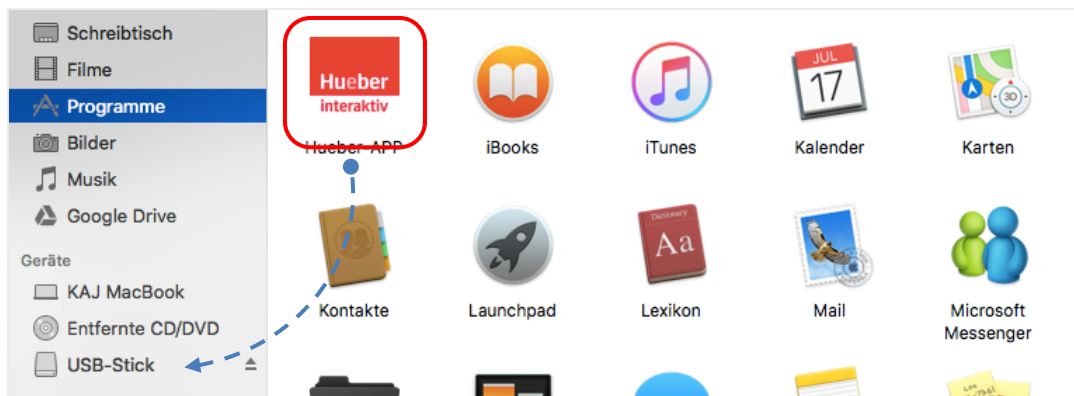 Schreibtisch
Filme
Programme
Bilder
Musik
Google Drive
Geräte
KAJ MacBook
Entfernte CD/DVD
USB-Stick
Hueber
interaktiv
Hueber-APP
iBooks
iTunes
JUL
17
Kalender
3D
Karten
Kontakte
Launchpad
Dictionary
Aa
Lexikon
Mail
Microsoft
Messenger